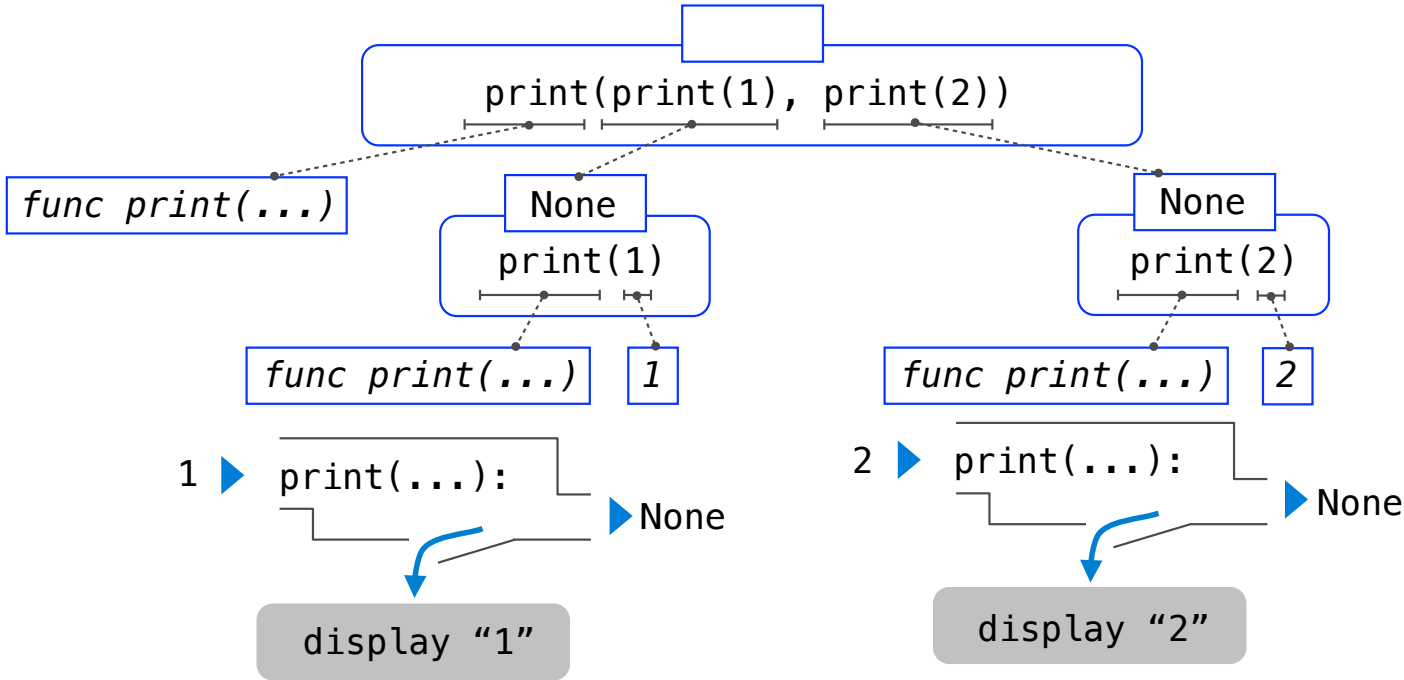 print(print(1), print(2))
func print(...)
None
None
print(1)
print(2)
func print(...)
1
func print(...)
2
1
print(...):
None
2
print(...):
None
display “1”
display “2”